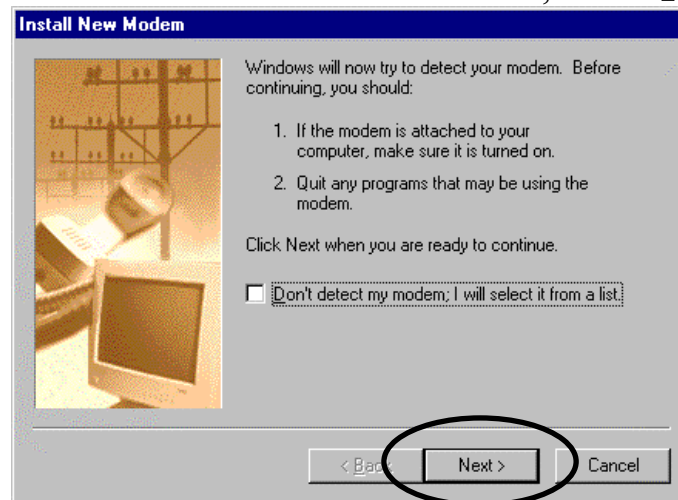 Install New Modem
Windows will now try to detect your modem. Before
continuing, you should:
1. If the modem is attached to your
computer, make sure it is turned on.
2. Quit any programs that may be using the
modem.
Click Next when you are ready to continue.
Don't detect my modem; I will select it from a list.
< Back Next > Cancel